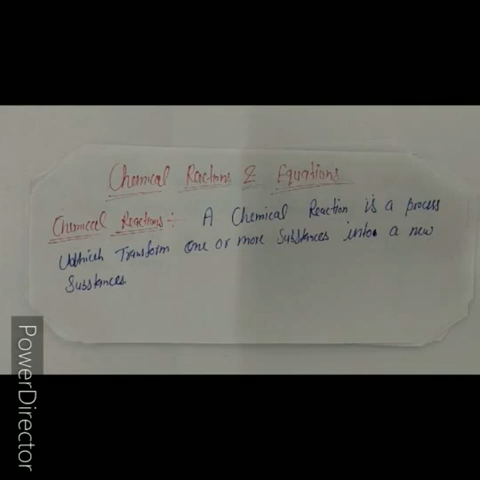 Chemical Reactions & Equations
Chemical Reactions :- A Chemical Reaction is a process
Which Transform one or more Substances into a new
Substances
PowerDirector